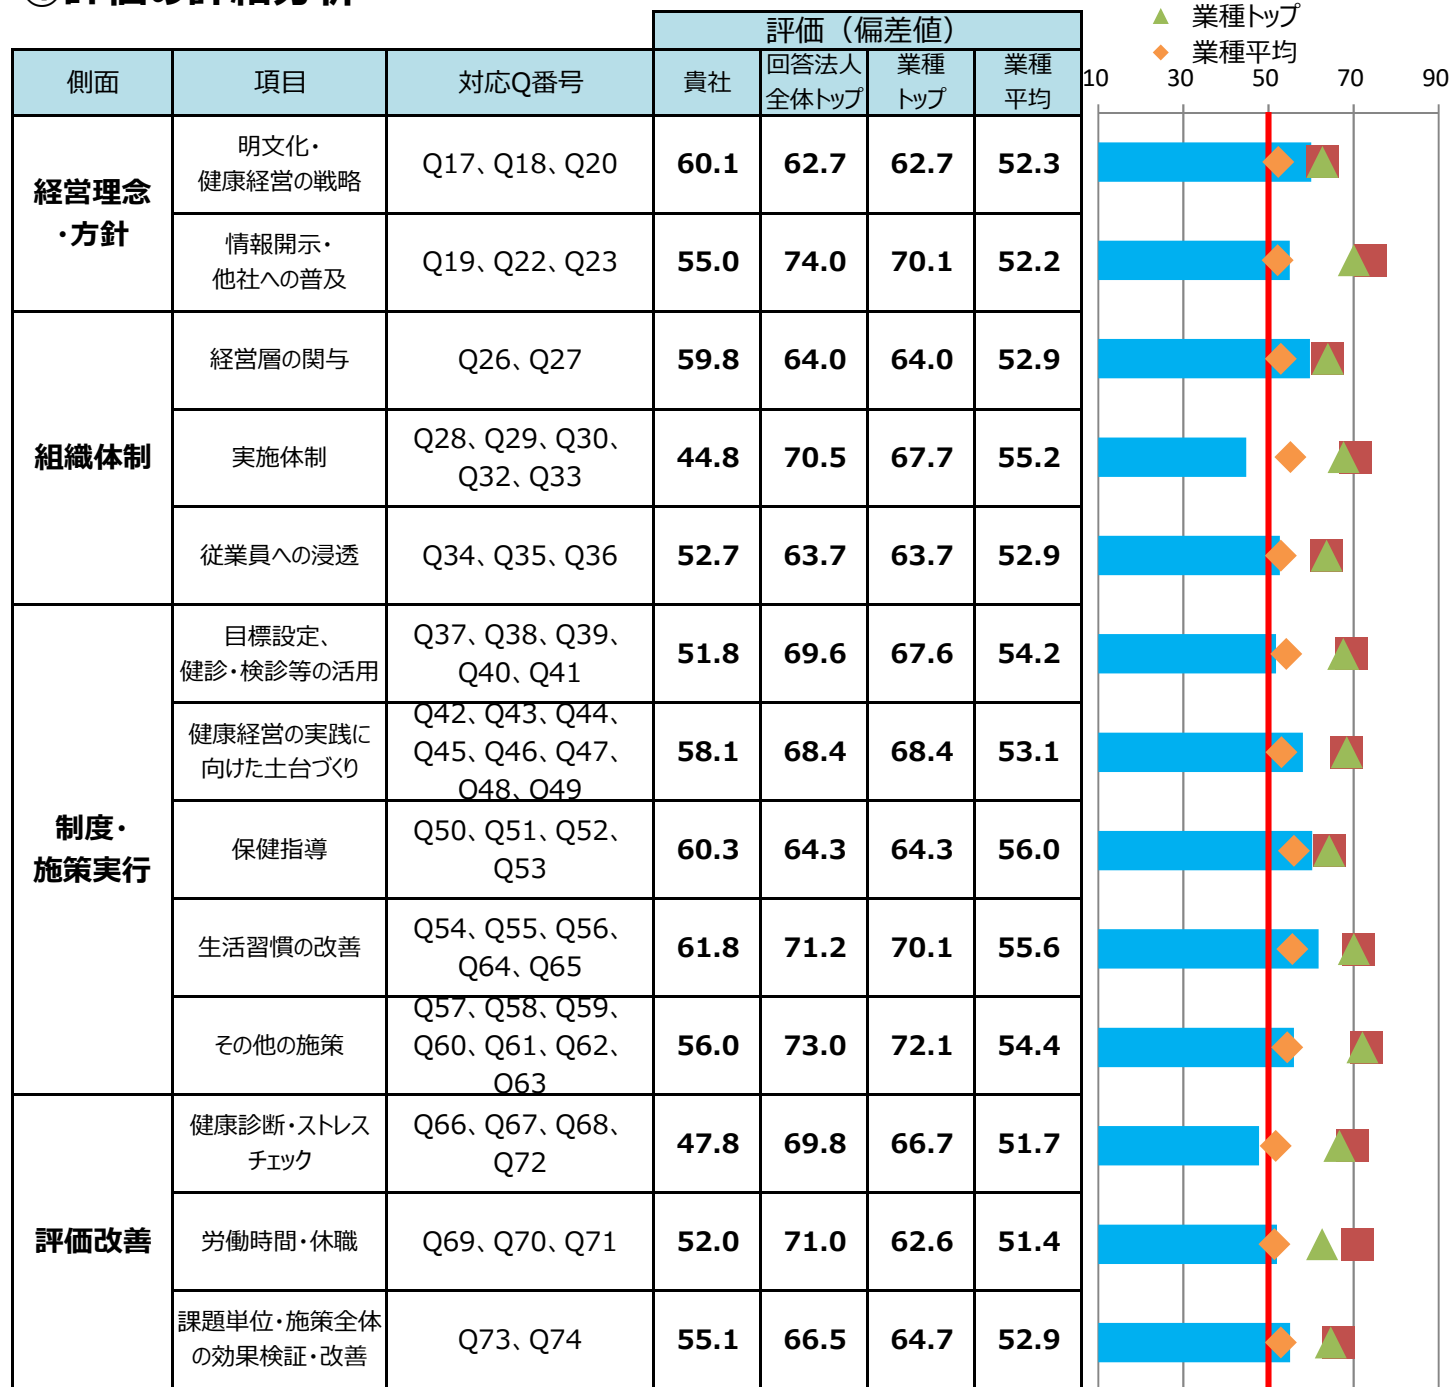 評価（偏差値）
▲ 業種トップ
◆ 業種平均
側面 項目 対応Q番号 貴社 回答法人 業種 業種
全体トップ トップ 平均
10 30 50 70 90
経営理念
・方針
明文化・
健康経営の戦略
Q17、Q18、Q20
60.1 62.7 62.7 52.3
情報開示・
他社への普及
Q19、Q22、Q23
55.0 74.0 70.1 52.2
組織体制
経営層の関与
Q26、Q27
59.8 64.0 64.0 52.9
実施体制
Q28、Q29、Q30、
Q32、Q33
44.8 70.5 67.7 55.2
従業員への浸透
Q34、Q35、Q36
52.7 63.7 63.7 52.9
制度・
施策実行
目標設定、
健診・検診等の活用
Q37、Q38、Q39、
Q40、Q41
51.8 69.6 67.6 54.2
健康経営の実践に
向けた土台づくり
Q42、Q43、Q44、
Q45、Q46、Q47、
Q48、Q49
58.1 68.4 68.4 53.1
保健指導
Q50、Q51、Q52、
Q53
60.3 64.3 64.3 56.0
生活習慣の改善
Q54、Q55、Q56、
Q64、Q65
61.8 71.2 70.1 55.6
その他の施策
Q57、Q58、Q59、
Q60、Q61、Q62、
Q63
56.0 73.0 72.1 54.4
評価改善
健康診断・ストレス
チェック
Q66、Q67、Q68、
Q72
47.8 69.8 66.7 51.7
労働時間・休職
Q69、Q70、Q71
52.0 71.0 62.6 51.4
課題単位・施策全体
の効果検証・改善
Q73、Q74
55.1 66.5 64.7 52.9